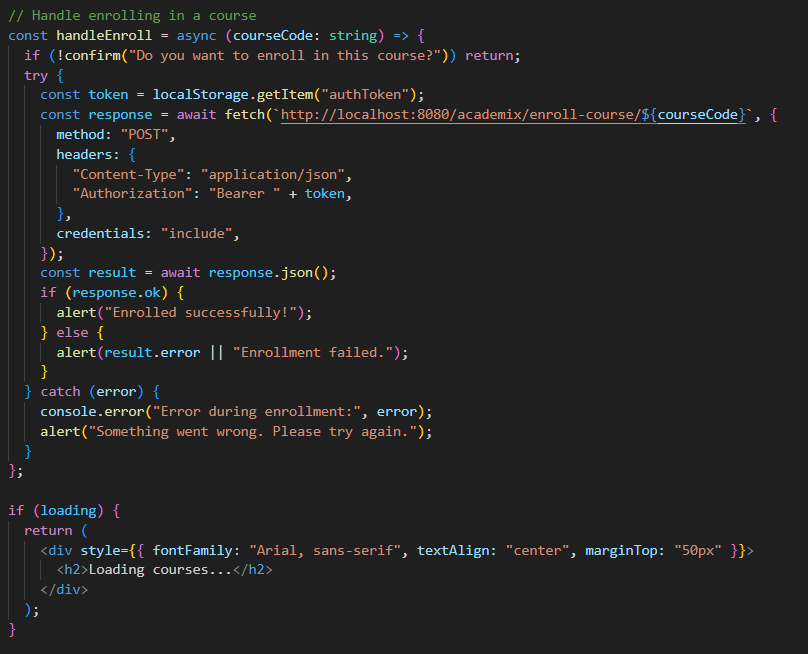 // Handle enrolling in a course
const handleEnroll = async (courseCode: string) => {
  if (!confirm("Do you want to enroll in this course?")) return;
  try {
    const token = localStorage.getItem("authToken");
    const response = await fetch(`http://localhost:8080/academix/enroll-course/${courseCode}`, {
      method: "POST",
      headers: {
        "Content-Type": "application/json",
        "Authorization": "Bearer " + token,
      },
      credentials: "include",
    });
    const result = await response.json();
    if (response.ok) {
      alert("Enrolled successfully!");
    } else {
      alert(result.error || "Enrollment failed.");
    }
  } catch (error) {
    console.error("Error during enrollment:", error);
    alert("Something went wrong. Please try again.");
  }
};

if (loading) {
  return (
    <div style={{ fontFamily: "Arial, sans-serif", textAlign: "center", marginTop: "50px" }}>
      <h2>Loading courses...</h2>
    </div>
  );
}